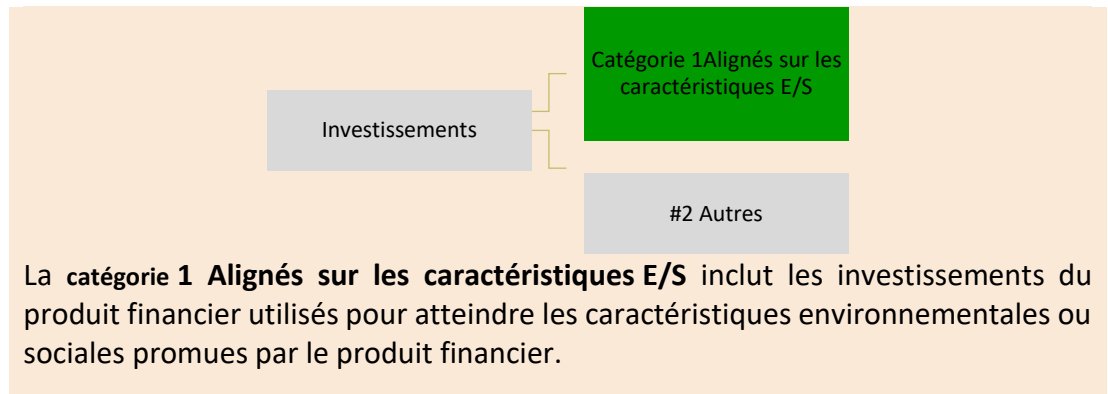 Catégorie 1Alignés sur les
caractéristiques E/S
Investissements
#2 Autres
La catégorie 1 Alignés sur les caractéristiques E/S inclut les investissements du
produit financier utilisés pour atteindre les caractéristiques environnementales ou
sociales promues par le produit financier.